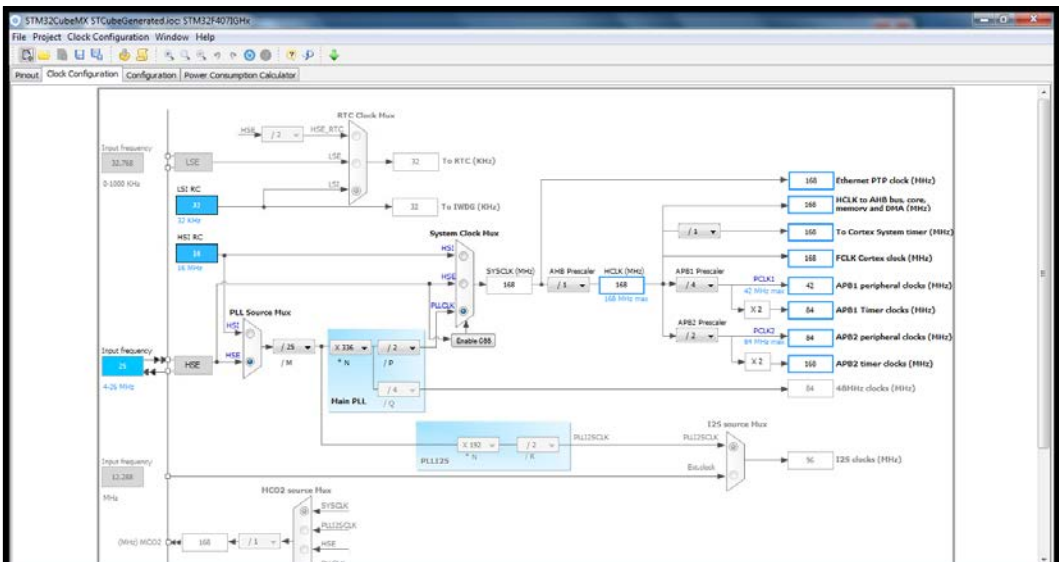 STM32CubeMX STCubeGenerated.ioc: STM32F407IGHx
File Project Clock Configuration Window Help
Pinout Clock Configuration Configuration Power Consumption Calculator
RTC Clock Mux
HSE / 2 HSE_RTC
Input frequency
32.768 LSE LSE 32 To RTC (KHz)
0-1000 KHz
LSI RC LSI
32 32 To IWDG (KHz)
32 KHz
HSI RC
16
16 MHz
System Clock Mux
HSI
HSE
PLLCLK
Enable CSS
SYSCLK (MHz) AHB Prescaler HCLK (MHz) APB1 Prescaler
168 / 1 168 / 4
168 MHz max
168 Ethernet PTP clock (MHz)
168 HCLK to AHB bus, core,
memory and DMA (MHz)
/ 1 168 To Cortex System timer (MHz)
168 FCLK Cortex clock (MHz)
PCLK1
42 MHz max 42 APB1 peripheral clocks (MHz)
X 2 84 APB1 Timer clocks (MHz)
APB2 Prescaler
/ 2 PCLK2
84 MHz max 84 APB2 peripheral clocks (MHz)
X 2 168 APB2 timer clocks (MHz)
84 48MHz clocks (MHz)
PLL Source Mux
HSI
HSE
Input frequency
25 HSE
4-26 MHz
/ 25 X 336 / 2
/ M * N / P
/ 4
Main PLL / Q
X 192 / 2 PLLI2SCLK
PLLI2S * N / R
I2S source Mux
PLLI2SCLK
Ext.clock
96 I2S clocks (MHz)
Input frequency
12.288
MHz
MCO2 source Mux
SYSCLK
PLLI2SCLK
HSE
(MHz) MCO2 168 / 1